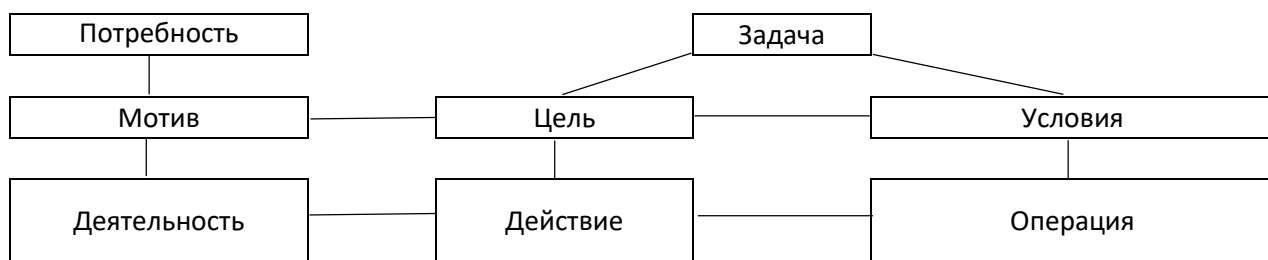 Потребность
Задача
Мотив
Цель
Условия
Деятельность
Действие
Операция